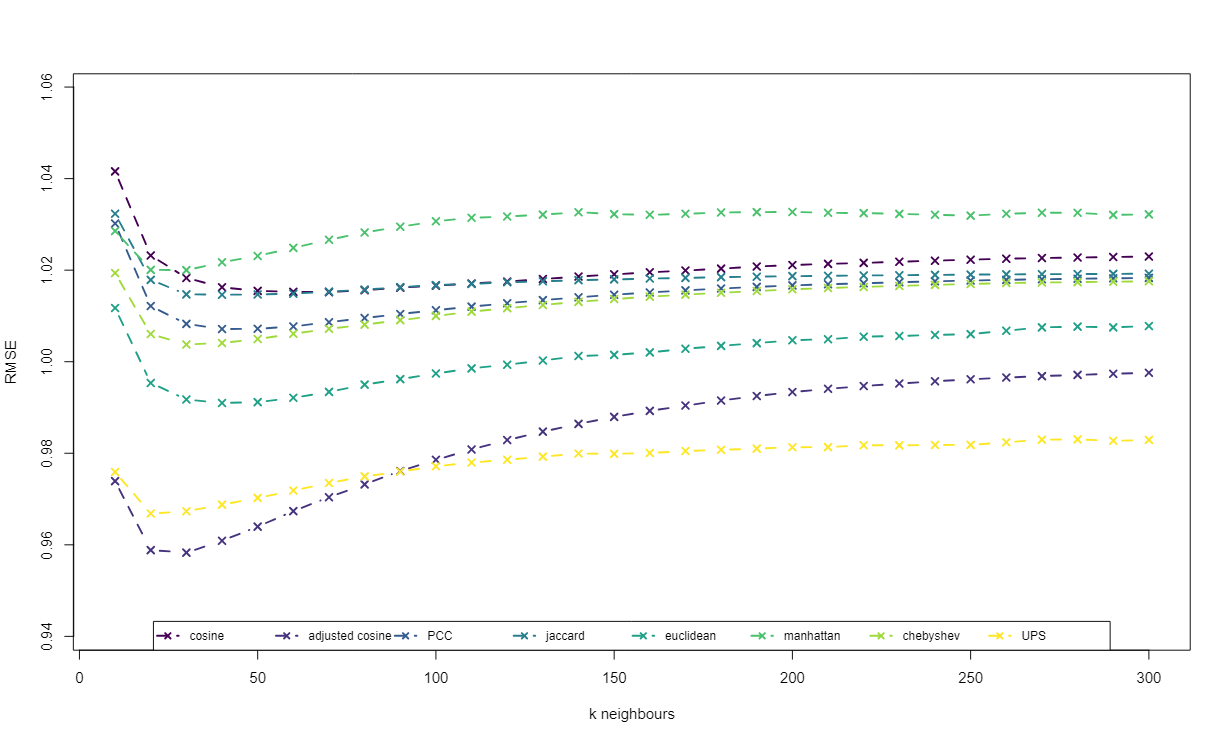 1.06
1.04
1.02
1.00
0.98
0.96
0.94
RMSE
cosine adjusted cosine PCC jaccard euclidean manhattan chebyshev UPS
0 50 100 150 200 250 300
k neighbours